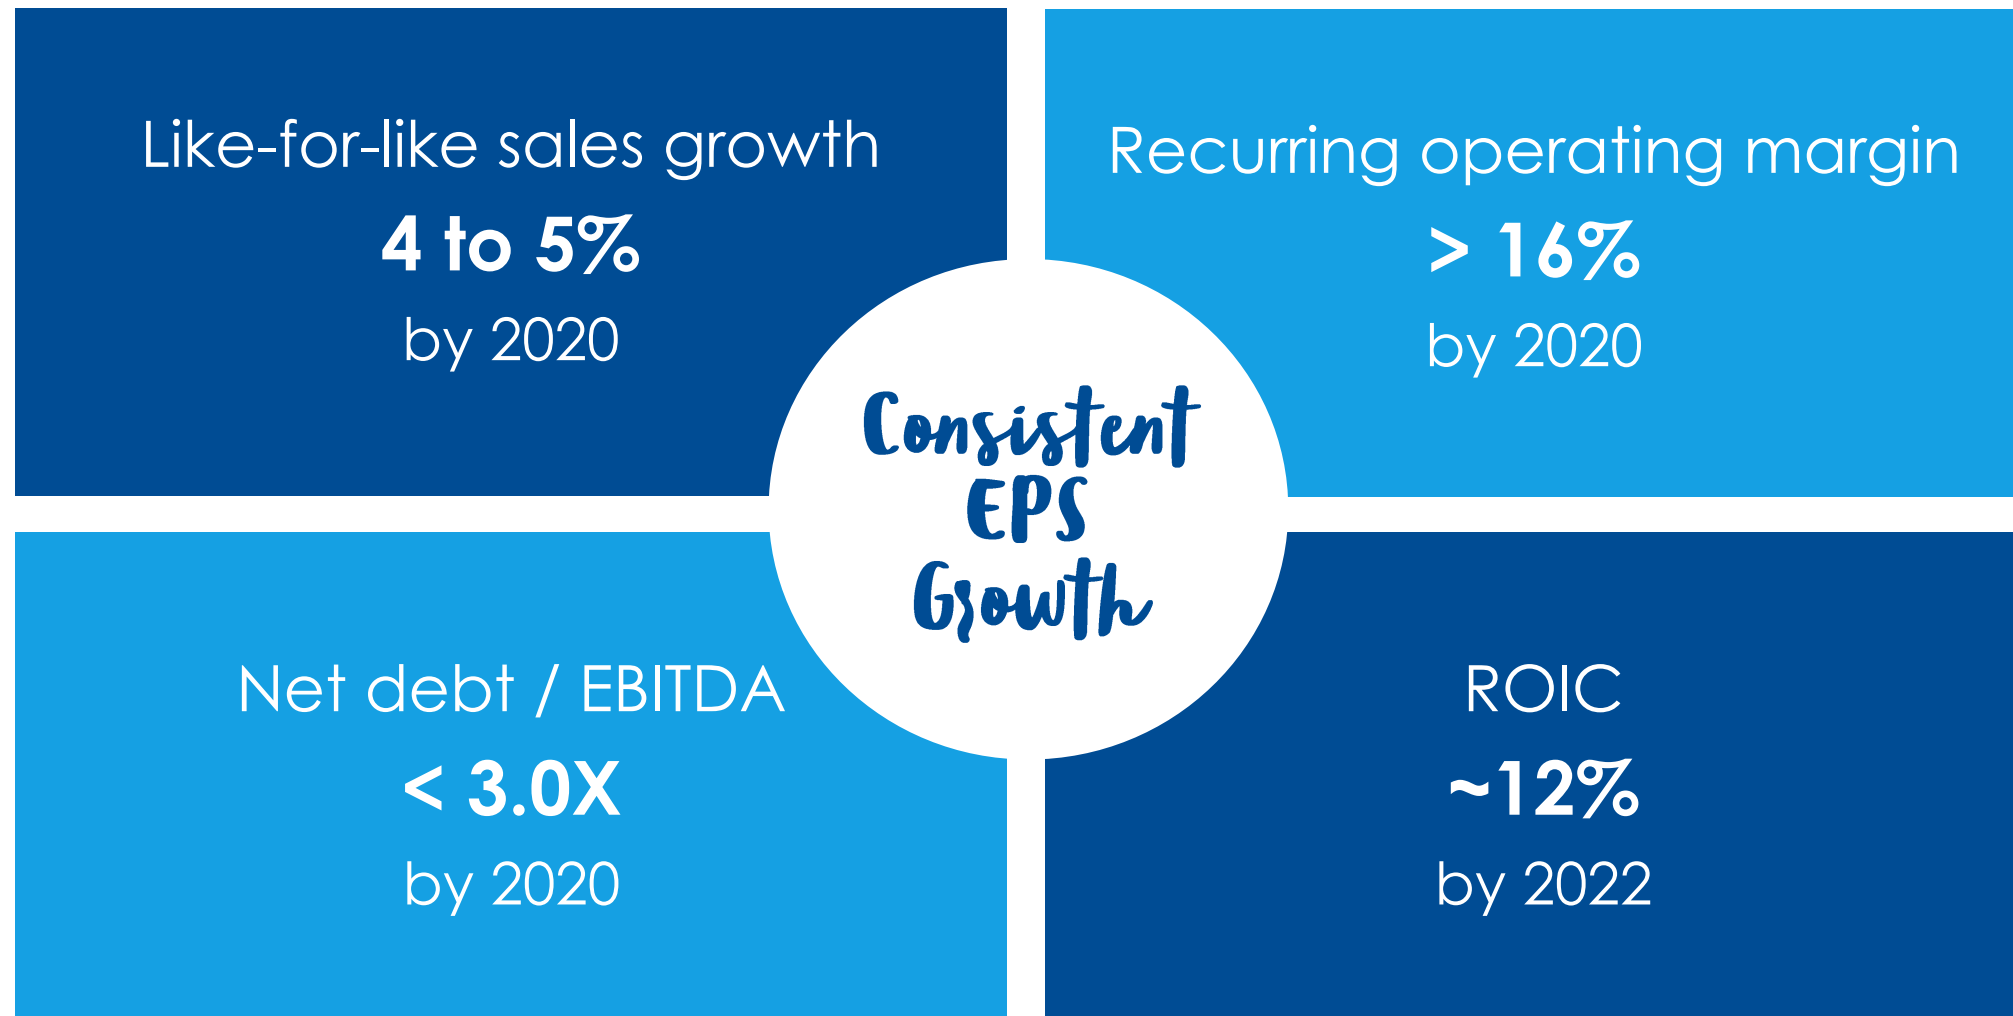 Like-for-like sales growth
4 to 5%
by 2020
Recurring operating margin
> 16%
by 2020
Consistent
EPS
Growth
Net debt / EBITDA
< 3.0X
by 2020
ROIC
~12%
by 2022